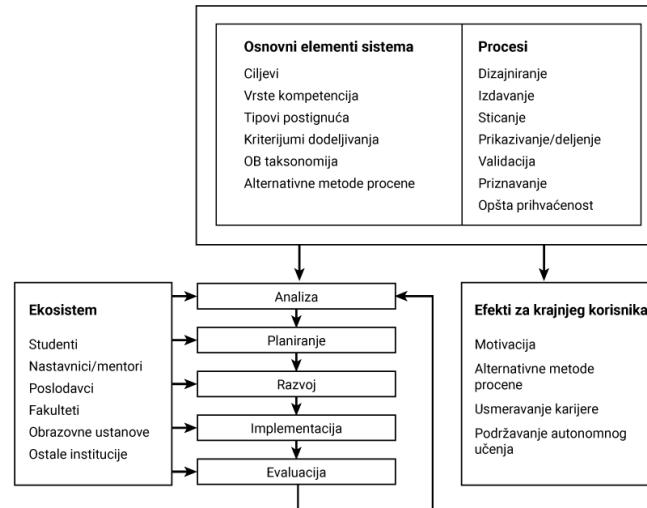 Osnovni elementi sistema
Ciljevi
Vrste kompetencija
Tipovi postignuća
Kriterijumi dodeljivanja
OB taksonomija
Alternativne metode procene
Procesi
Dizajniranje
Izdavanje
Sticanje
Prikazivanje/deljenje
Validacija
Priznavanje
Opšta prihvaćenost
Ekosistem
Studenti
Nastavnici/mentori
Poslodavci
Fakulteti
Obrazovne ustanove
Ostale institucije
Analiza
Planiranje
Razvoj
Implementacija
Evaluacija
Efekti za krajnjeg korisnika
Motivacija
Alternativne metode
procene
Usmeravanje karijere
Podržavanje autonomnog
učenja